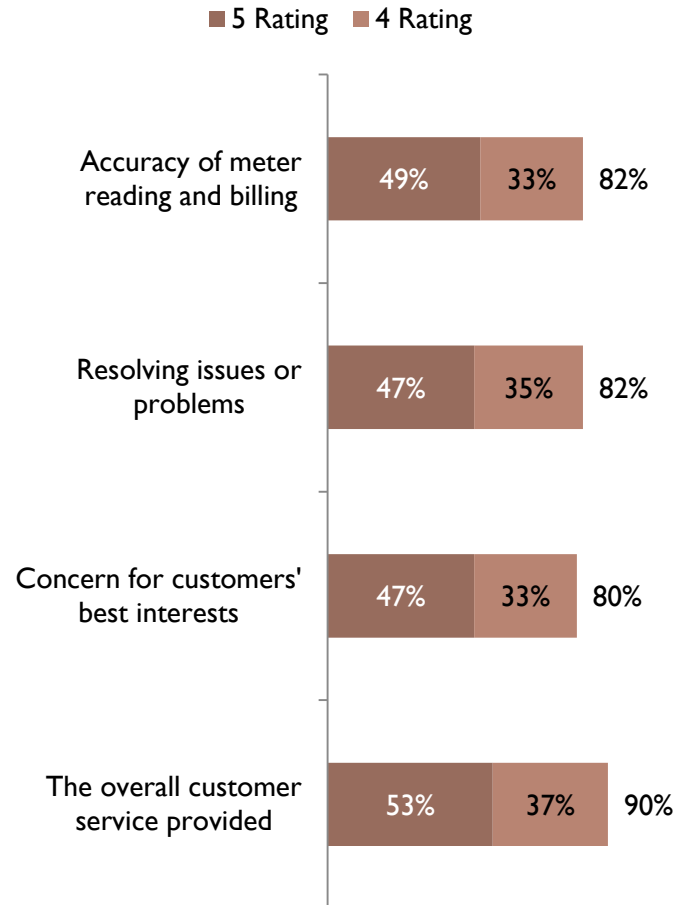 5 Rating 4 Rating
Accuracy of meter
reading and billing
49% 33% 82%
Resolving issues or
problems
47% 35% 82%
Concern for customers'
best interests
47% 33% 80%
The overall customer
service provided
53% 37% 90%